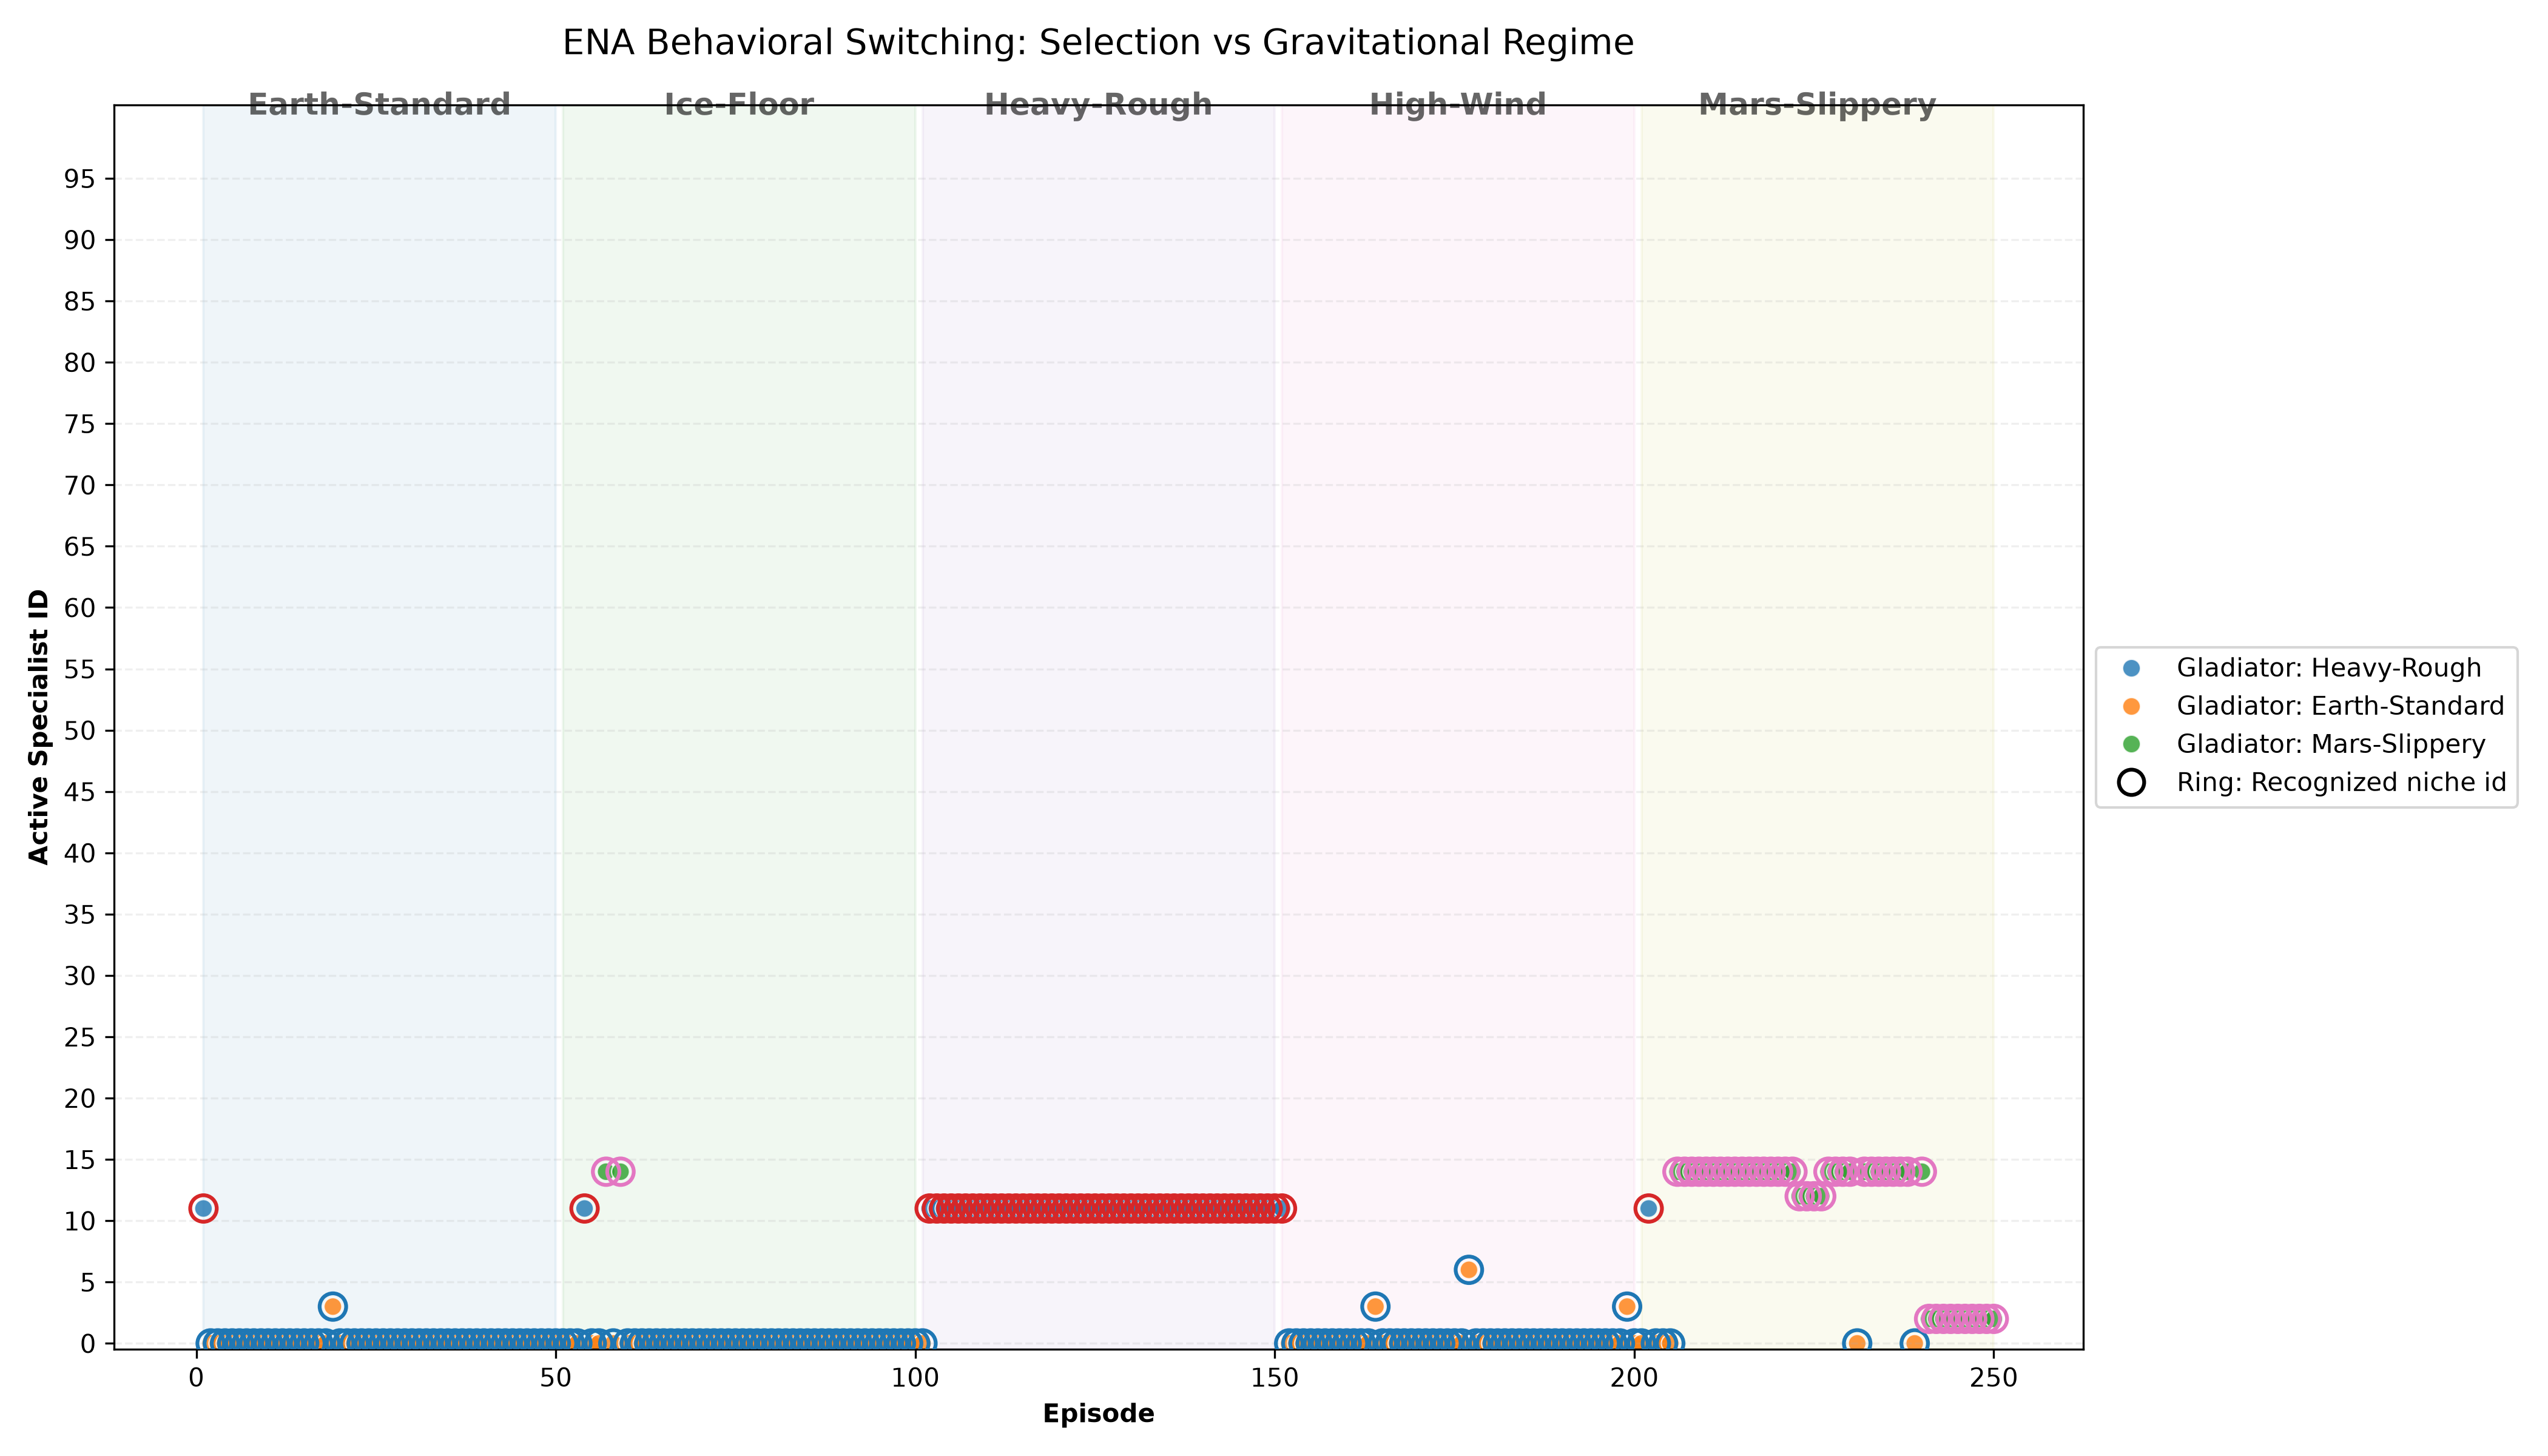 ENA Behavioral Switching: Selection vs Gravitational Regime
Earth-Standard
Ice-Floor
Heavy-Rough
High-Wind
Mars-Slippery
95
90
85
80
75
70
65
60
55
50
45
40
35
30
25
20
15
10
5
0
Active Specialist ID
0
50
100
150
200
250
Episode
Gladiator: Heavy-Rough
Gladiator: Earth-Standard
Gladiator: Mars-Slippery
Ring: Recognized niche id